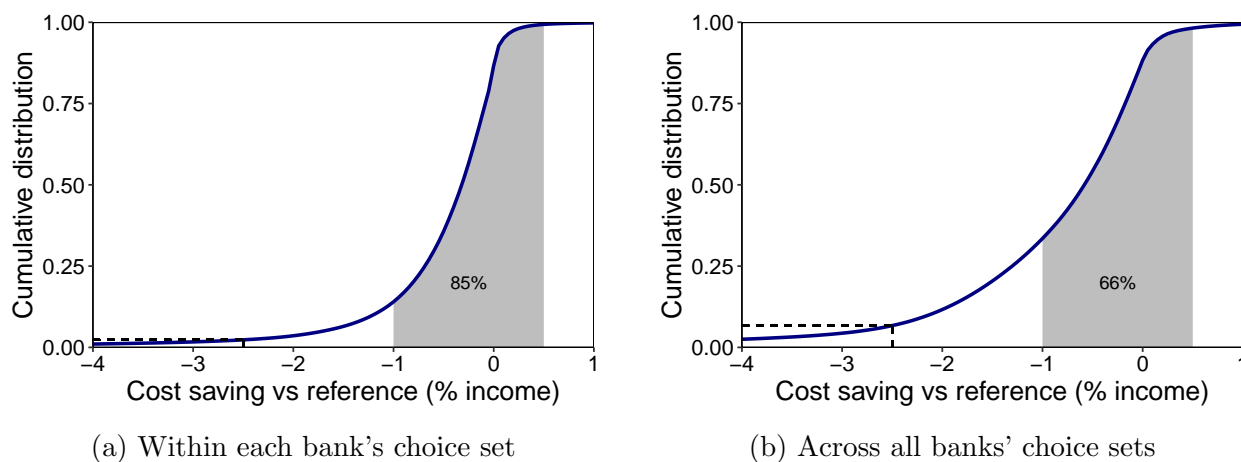 Cumulative distribution
1.00
0.75
0.50
0.25
0.00
85%
−4 −3 −2 −1 0 1
Cost saving vs reference (% income)
(a) Within each bank's choice set
Cumulative distribution
1.00
0.75
0.50
0.25
0.00
66%
−4 −3 −2 −1 0 1
Cost saving vs reference (% income)
(b) Across all banks' choice sets